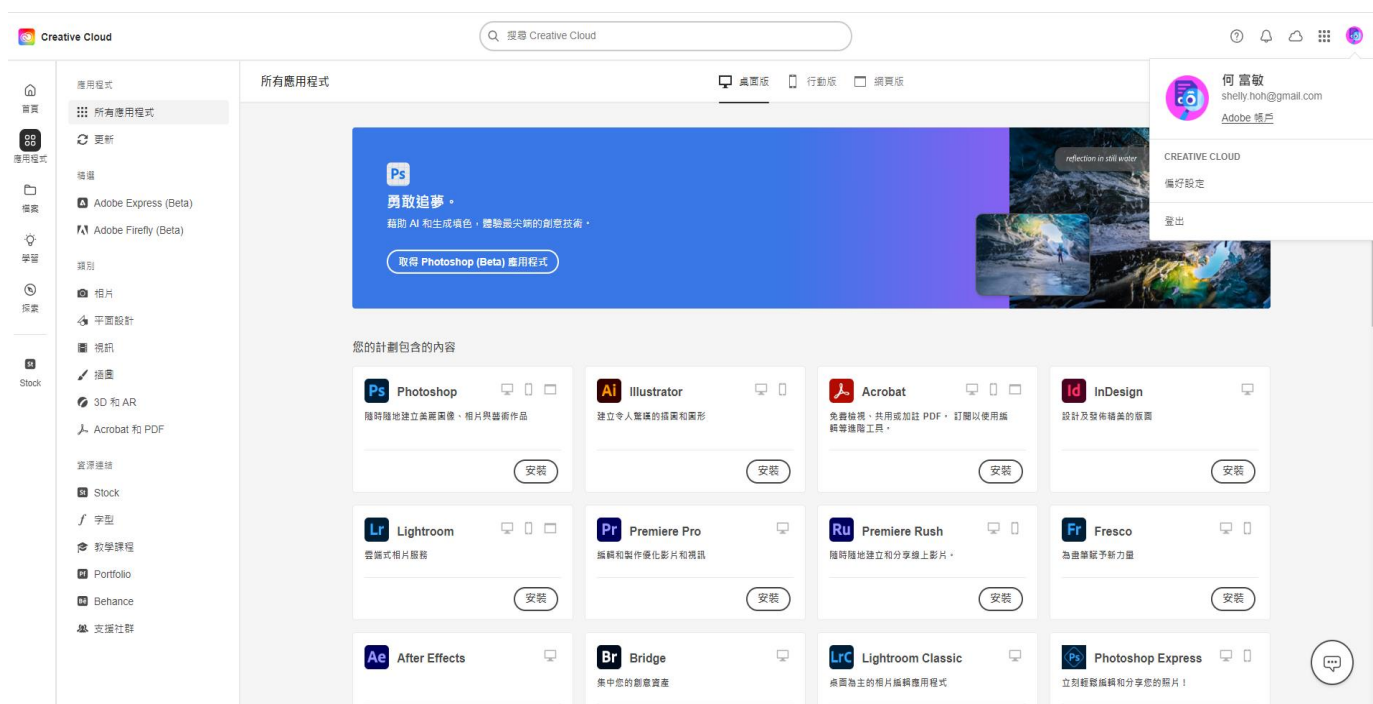 Creative Cloud
搜尋 Creative Cloud
首頁
應用程式
檔案
學習
探索
St
Stock
應用程式
所有應用程式
更新
精選
Adobe Express (Beta)
Adobe Firefly (Beta)
類別
相片
平面設計
視訊
插圖
3D 和 AR
Acrobat 和 PDF
資源連結
St Stock
字型
教學課程
Pf Portfolio
Bē Behance
支援社群
所有應用程式
桌面版 行動版 網頁版
何 富敏
shelly.hoh@gmail.com
Adobe 帳戶
CREATIVE CLOUD
偏好設定
登出
Ps
勇敢追夢。
藉助 AI 和生成填色，體驗最尖端的創意技術。
取得 Photoshop (Beta) 應用程式
reflection in still water
您的計劃包含的內容
Ps Photoshop
隨時隨地建立美麗圖像、相片與藝術作品
安裝
Ai Illustrator
建立令人驚嘆的插圖和圖形
安裝
Acrobat
免費檢視、共用或加註 PDF。 訂閱以使用編
輯等進階工具。
安裝
Id InDesign
設計及發佈精美的版面
安裝
Lr Lightroom
雲端式相片服務
安裝
Pr Premiere Pro
編輯和製作優化影片和視訊
安裝
Ru Premiere Rush
隨時隨地建立和分享線上影片。
安裝
Fr Fresco
為畫筆賦予新力量
安裝
Ae After Effects
Br Bridge
集中您的創意資產
LrC Lightroom Classic
桌面為主的相片編輯應用程式
Ps Photoshop Express
立刻輕鬆編輯和分享您的照片！